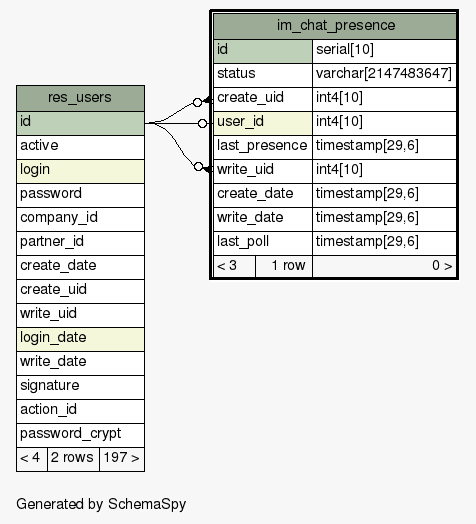 im_chat_presence
id serial[10]
status varchar[2147483647]
create_uid int4[10]
user_id int4[10]
last_presence timestamp[29,6]
write_uid int4[10]
create_date timestamp[29,6]
write_date timestamp[29,6]
last_poll timestamp[29,6]
< 3 1 row 0 >
res_users
id
active
login
password
company_id
partner_id
create_date
create_uid
write_uid
login_date
write_date
signature
action_id
password_crypt
< 4 2 rows 197 >
Generated by SchemaSpy